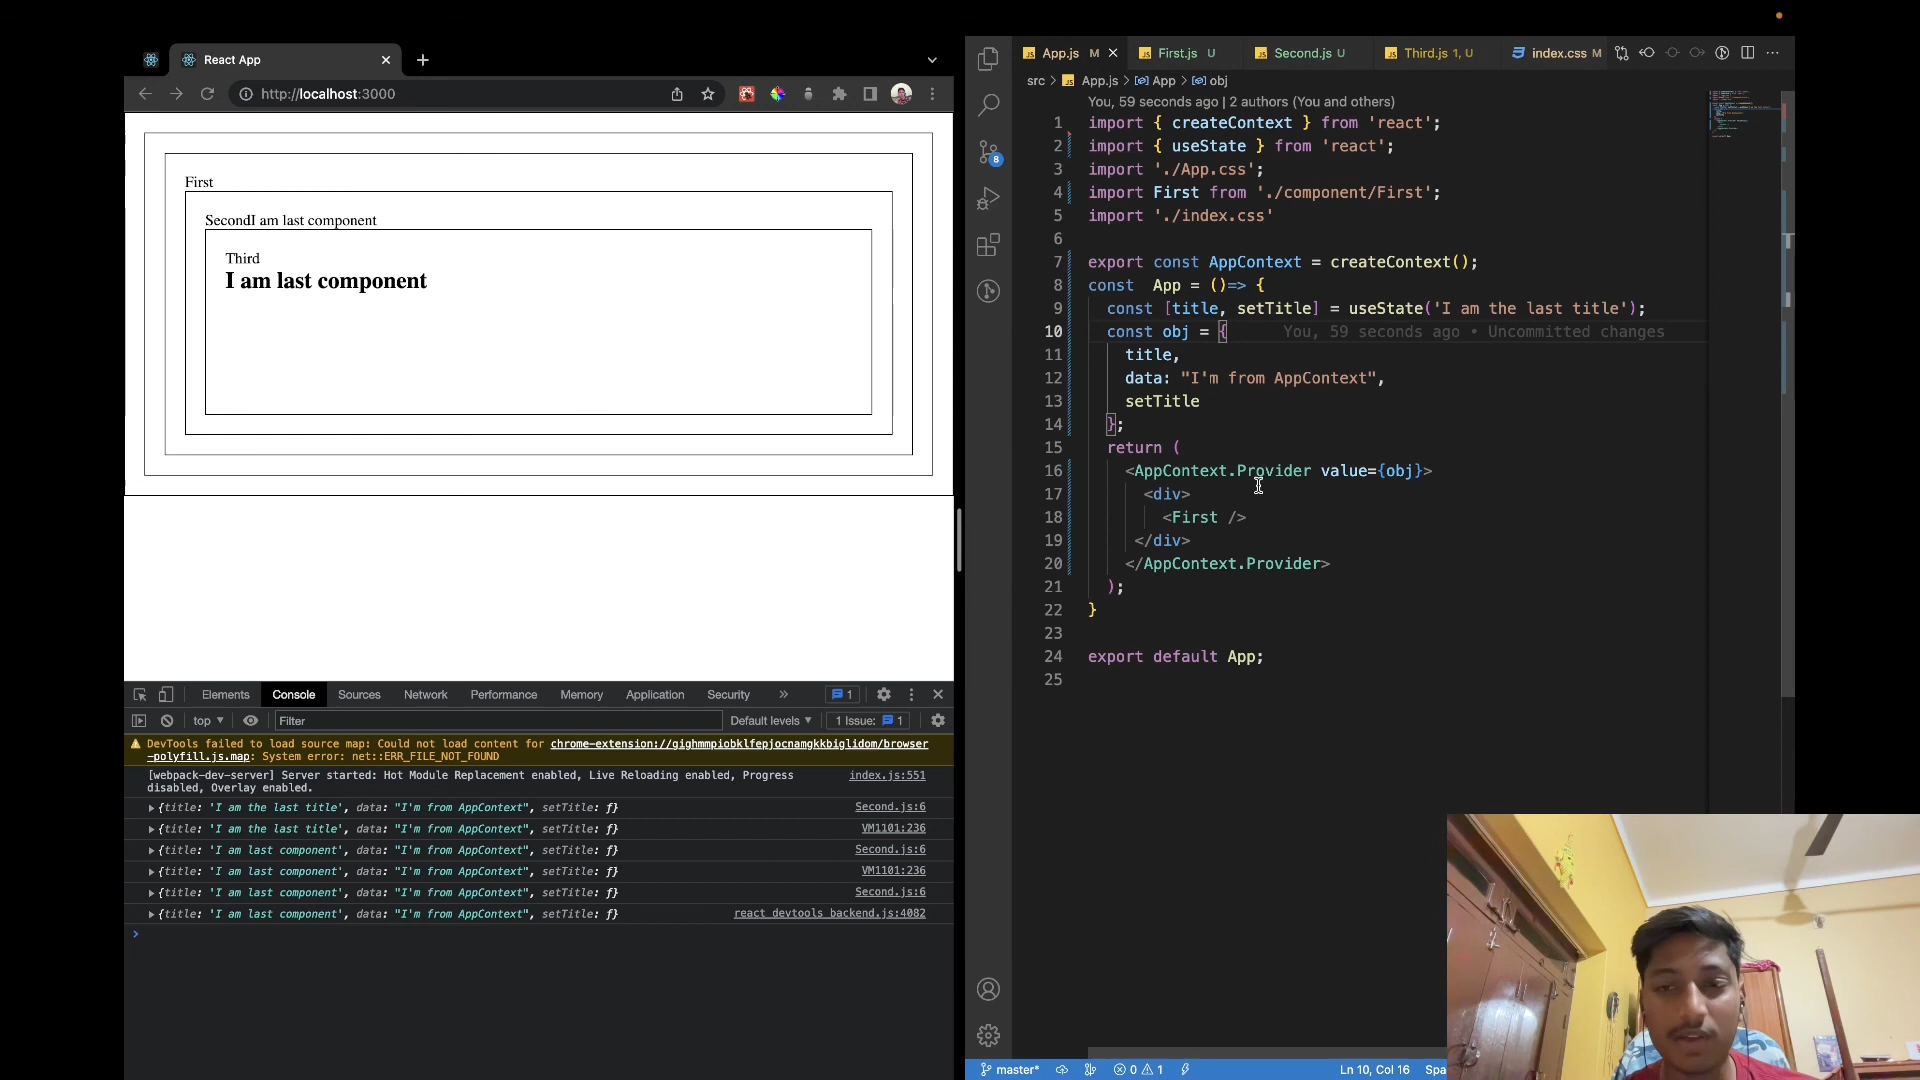 React App
http://localhost:3000
First
SecondI am last component
Third
I am last component
Elements Console Sources Network Performance Memory Application Security » 1
top ▼ Filter Default levels ▼ 1 Issue: 1
DevTools failed to load source map: Could not load content for chrome-extension://gighmmpiobklfepjocnamgkkbiglidom/browser
-polyfill.js.map: System error: net::ERR_FILE_NOT_FOUND
[webpack-dev-server] Server started: Hot Module Replacement enabled, Live Reloading enabled, Progress index.js:551
disabled, Overlay enabled.
{title: 'I am the last title', data: "I'm from AppContext", setTitle: ƒ} Second.js:6
{title: 'I am the last title', data: "I'm from AppContext", setTitle: ƒ} VM1101:236
{title: 'I am last component', data: "I'm from AppContext", setTitle: ƒ} Second.js:6
{title: 'I am last component', data: "I'm from AppContext", setTitle: ƒ} VM1101:236
{title: 'I am last component', data: "I'm from AppContext", setTitle: ƒ} Second.js:6
{title: 'I am last component', data: "I'm from AppContext", setTitle: ƒ} react_devtools_backend.js:4082
>
JS App.js M JS First.js U JS Second.js U JS Third.js 1, U index.css M
src > JS App.js > App > obj
8
You, 59 seconds ago | 2 authors (You and others)
1 import { createContext } from 'react';
2 import { useState } from 'react';
3 import './App.css';
4 import First from './component/First';
5 import './index.css'
6
7 export const AppContext = createContext();
8 const App = ()=> {
9 const [title, setTitle] = useState('I am the last title');
10 const obj = { You, 59 seconds ago • Uncommitted changes
11 title,
12 data: "I'm from AppContext",
13 setTitle
14 };
15 return (
16 <AppContext.Provider value={obj}>
17 <div>
18 <First />
19 </div>
20 </AppContext.Provider>
21 );
22 }
23
24 export default App;
25
master* 0 1 Ln 10, Col 16 Spa